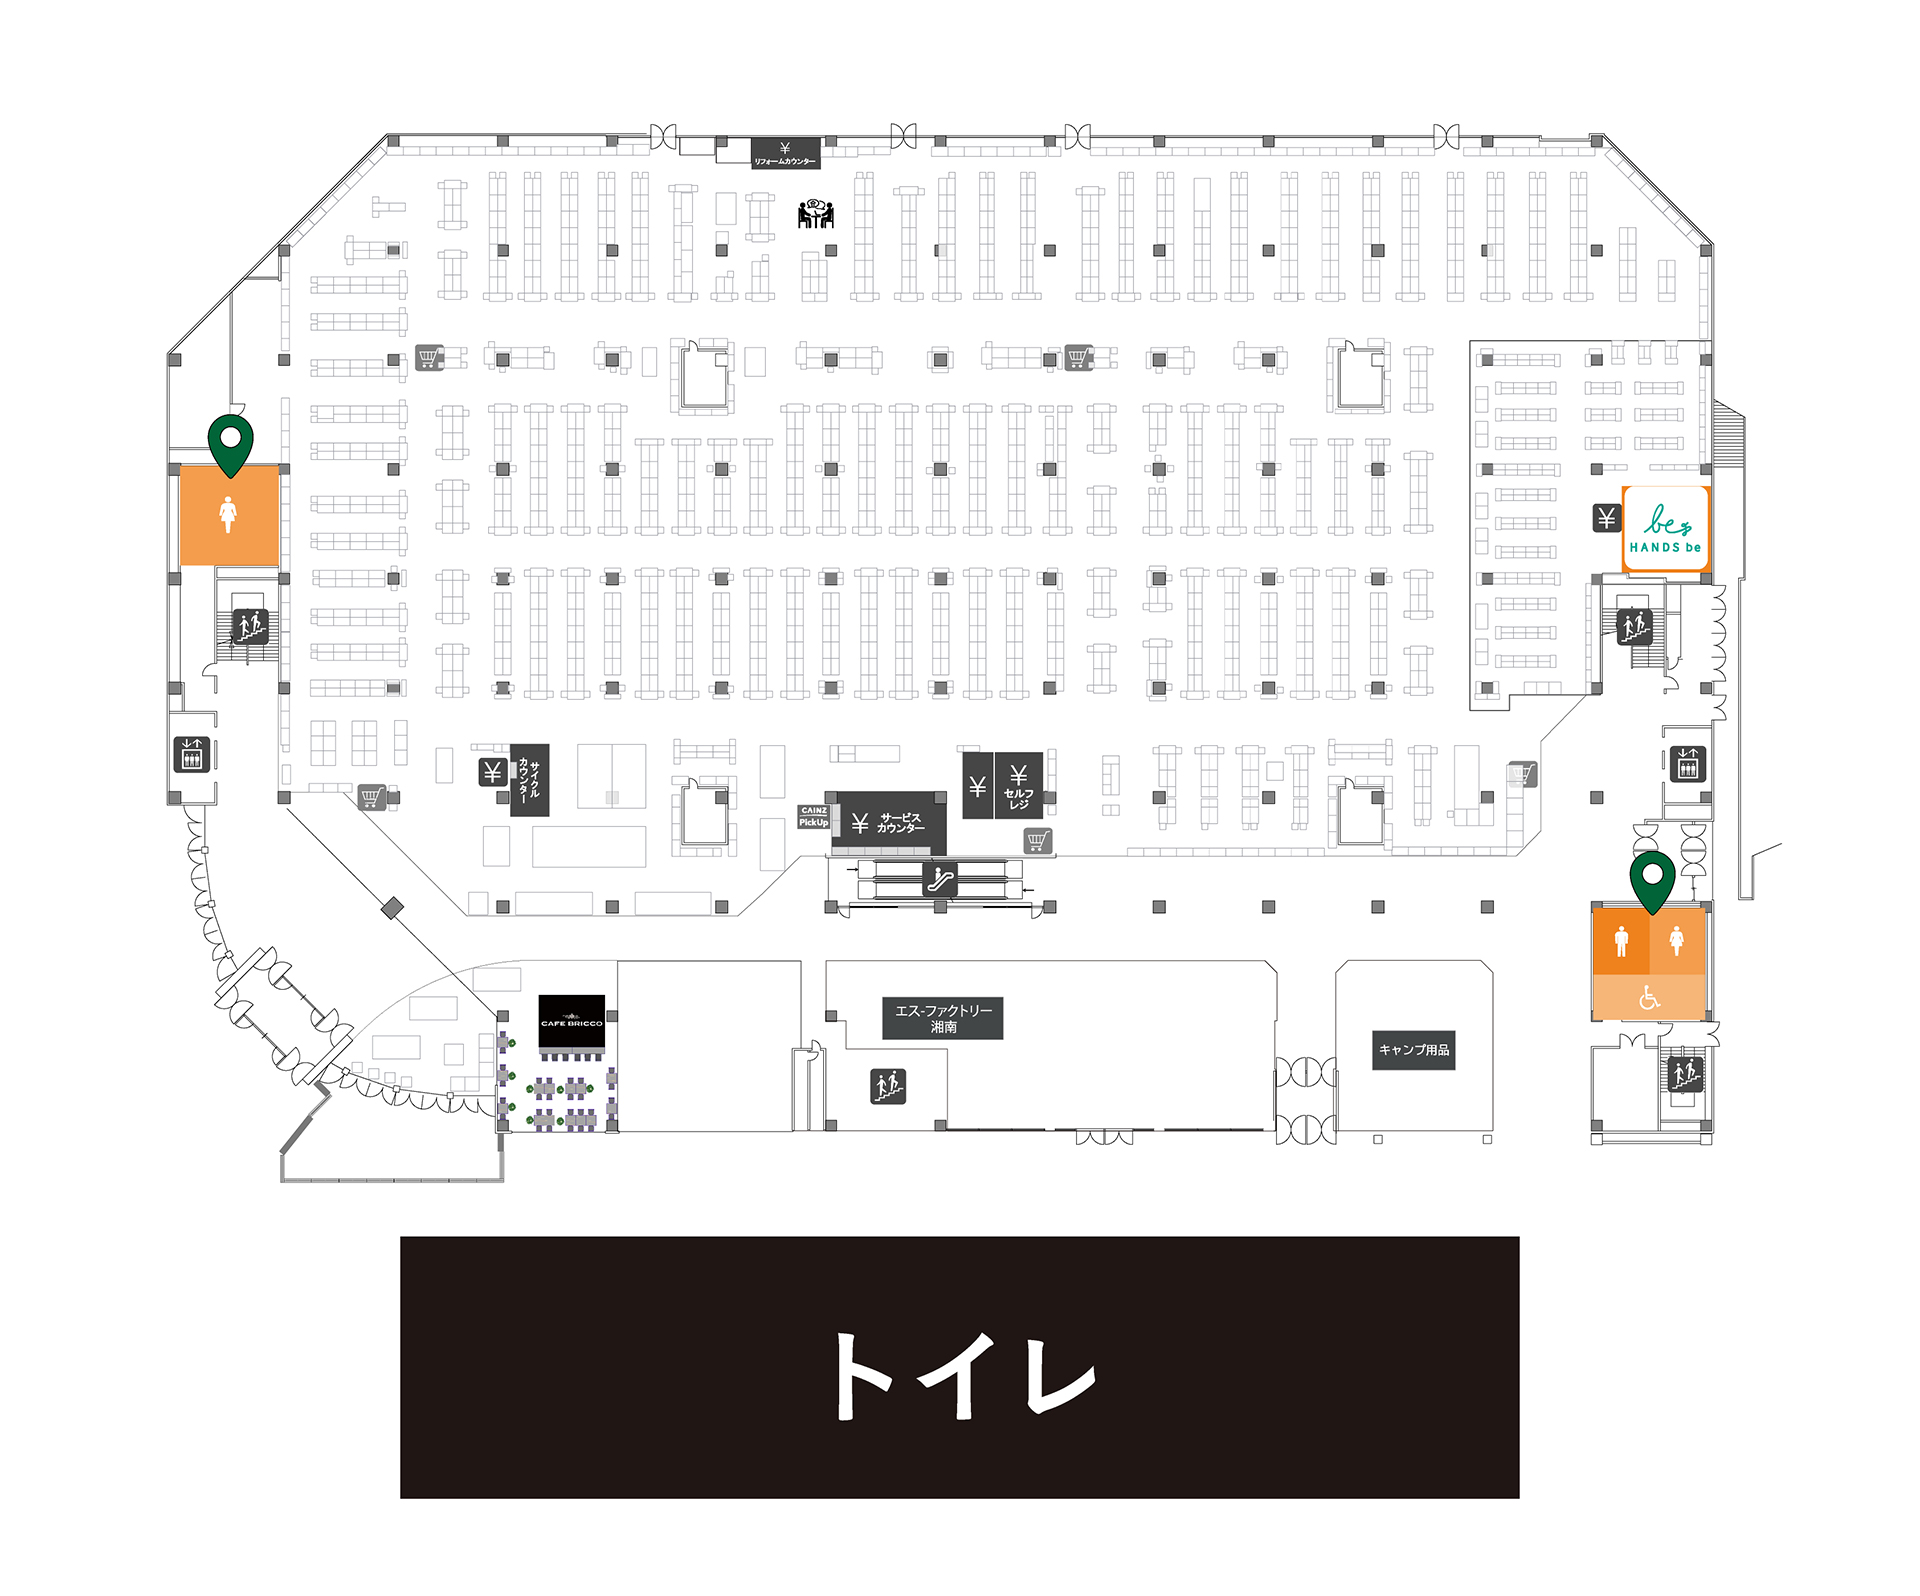 ¥
リフォームカウンター
¥
be
HANDS be
¥
サイクル
カウンター
¥
¥
セルフ
レジ
CAINZ
PickUp
¥
サービス
カウンター
CAFE BRICCO
エス-ファクトリー
湘南
キャンプ用品
トイレ